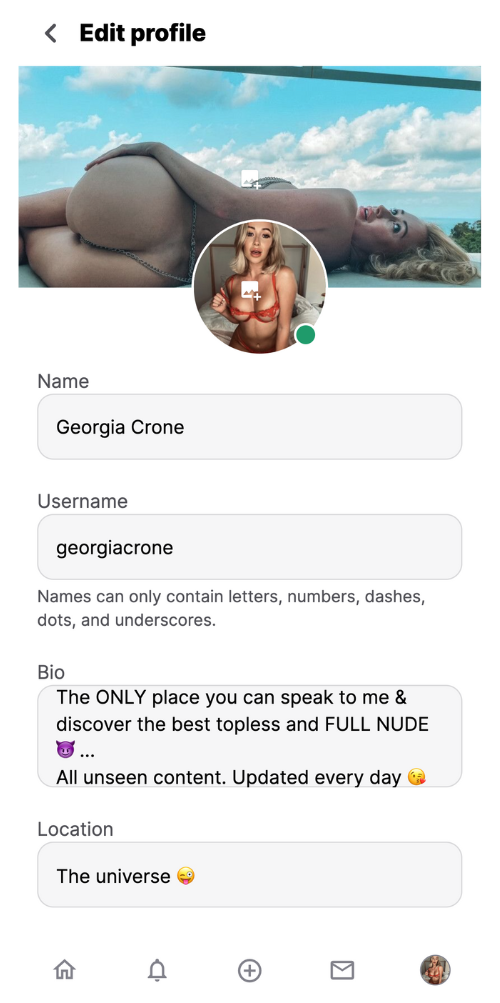 Edit profile
Name
Georgia Crone
Username
georgiacrone
Names can only contain letters, numbers, dashes,
dots, and underscores.
Bio
The ONLY place you can speak to me &
discover the best topless and FULL NUDE
😈 ...
All unseen content. Updated every day 😘
Location
The universe 😜